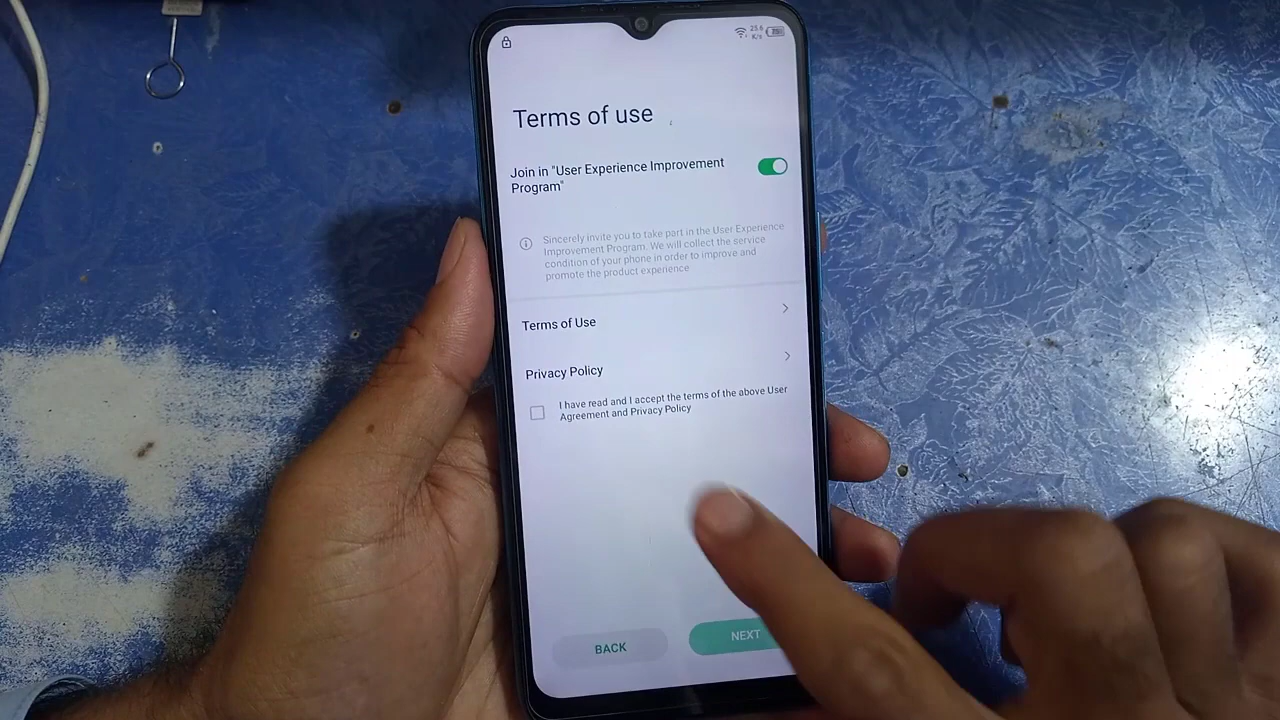 25.6
K/s
Terms of use
Join in "User Experience Improvement
Program"
Sincerely invite you to take part in the User Experience
Improvement Program. We will collect the service
condition of your phone in order to improve and
promote the product experience
Terms of Use
Privacy Policy
I have read and I accept the terms of the above User
Agreement and Privacy Policy
BACK
NEXT